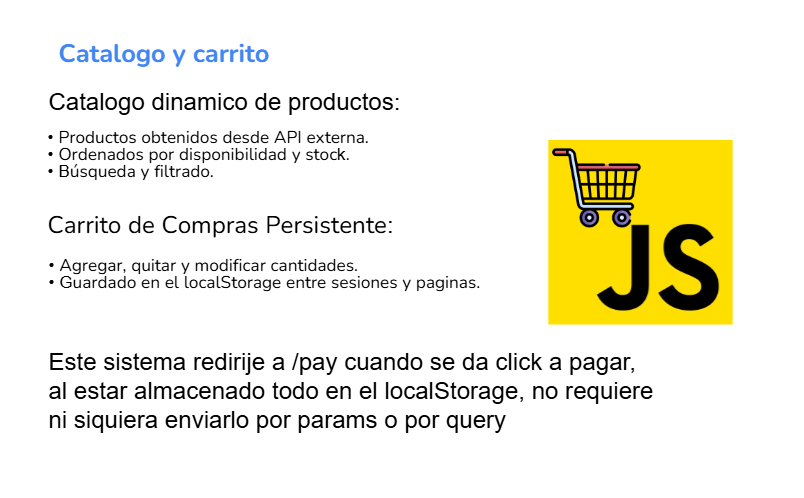 Catalogo y carrito
Catalogo dinamico de productos:
• Productos obtenidos desde API externa.
• Ordenados por disponibilidad y stock.
• Búsqueda y filtrado.
Carrito de Compras Persistente:
• Agregar, quitar y modificar cantidades.
• Guardado en el localStorage entre sesiones y paginas.
JS
Este sistema redirije a /pay cuando se da click a pagar,
al estar almacenado todo en el localStorage, no requiere
ni siquiera enviarlo por params o por query